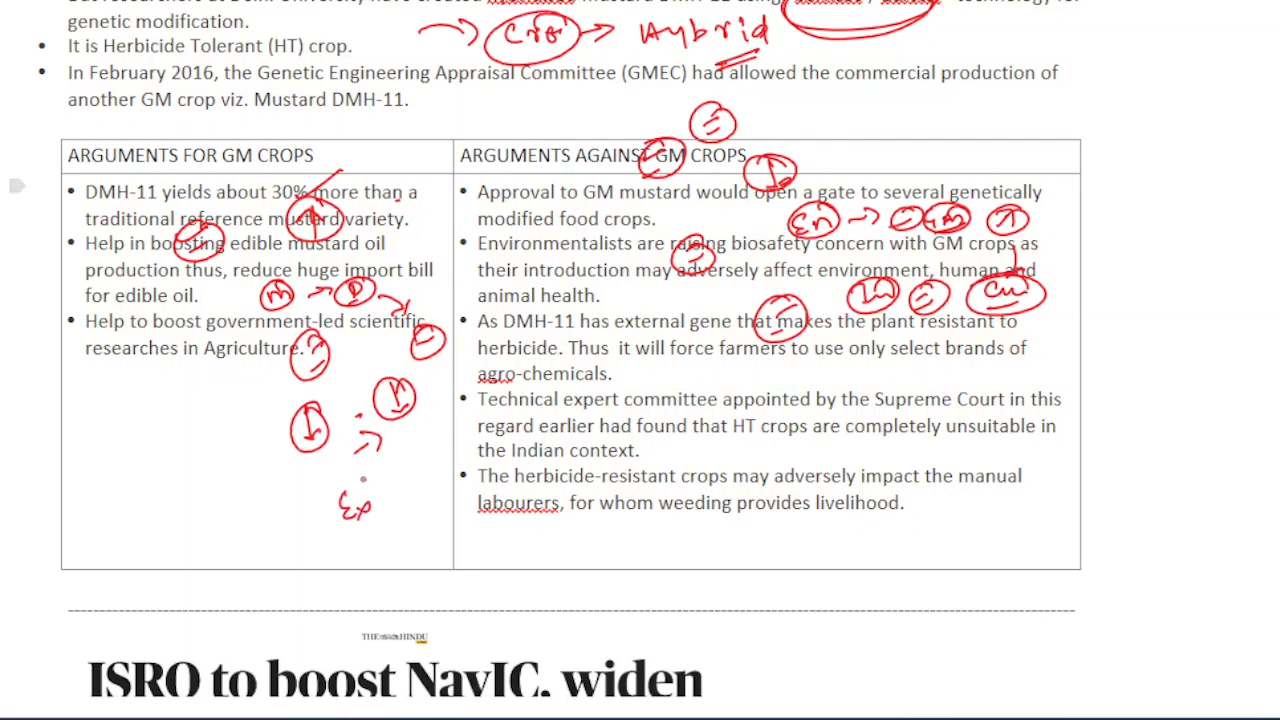 genetic modification.
→ Hybrid
• It is Herbicide Tolerant (HT) crop.
• In February 2016, the Genetic Engineering Appraisal Committee (GMEC) had allowed the commercial production of
another GM crop viz. Mustard DMH-11.
ARGUMENTS FOR GM CROPS
• DMH-11 yields about 30% more than a
traditional reference mustard variety.
• Help in boosting edible mustard oil
production thus, reduce huge import bill
for edible oil.
• Help to boost government-led scientific
researches in Agriculture.
Ex
ARGUMENTS AGAINST GM CROPS
• Approval to GM mustard would open a gate to several genetically
modified food crops.
• Environmentalists are raising biosafety concern with GM crops as
their introduction may adversely affect environment, human and
animal health.
• As DMH-11 has external gene that makes the plant resistant to
herbicide. Thus it will force farmers to use only select brands of
agro-chemicals.
• Technical expert committee appointed by the Supreme Court in this
regard earlier had found that HT crops are completely unsuitable in
the Indian context.
• The herbicide-resistant crops may adversely impact the manual
labourers, for whom weeding provides livelihood.
THE HINDU
ISRO to boost NavIC, widen